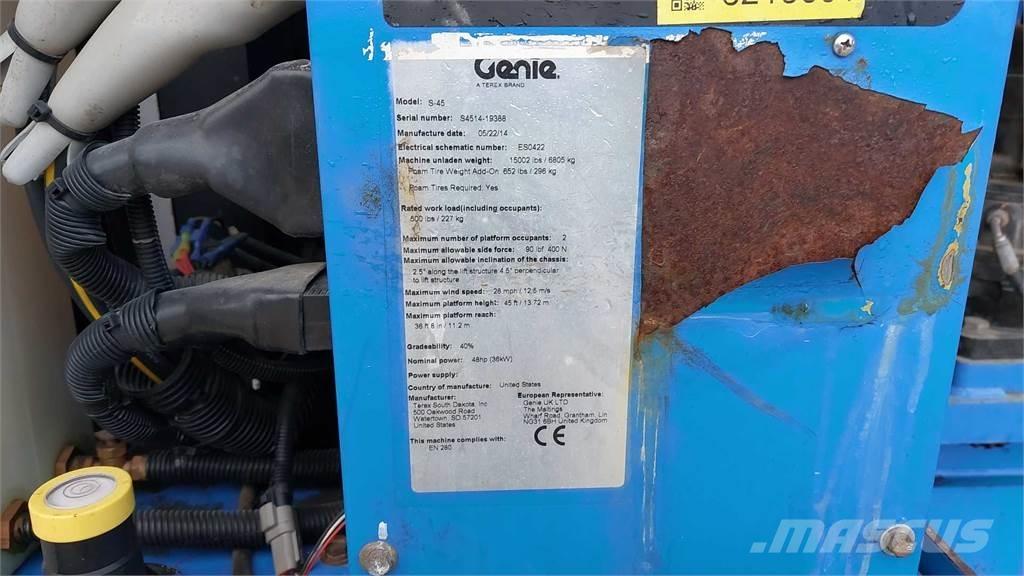 Genie.
A TEREX BRAND
Model: S-45
Serial number: S4514-19388
Manufacture date: 05/22/14
Electrical schematic number: ES0422
Machine unladen weight: 15002 lbs / 6805 kg
Foam Tire Weight Add-On: 652 lbs / 296 kg
Foam Tires Required: Yes
Rated work load(including occupants):
500 lbs / 227 kg
Maximum number of platform occupants: 2
Maximum allowable side force: 90 lbf 400 N
Maximum allowable inclination of the chassis:
2.5° along the lift structure 4.5° perpendicular
to lift structure
Maximum wind speed: 28 mph / 12.5 m/s
Maximum platform height: 45 ft / 13.72 m
Maximum platform reach:
36 ft 8 in / 11.2 m
Gradeability: 40%
Nominal power: 48hp (36kW)
Power supply:
Country of manufacture: United States
Manufacturer:
Terex South Dakota, Inc
500 Oakwood Road
Watertown, SD 57201
United States
European Representative:
Genie UK LTD
The Maltings
Wharf Road, Grantham, Lin
NG31 6BH United Kingdom
This machine complies with:
EN 280
CE
MASCUS